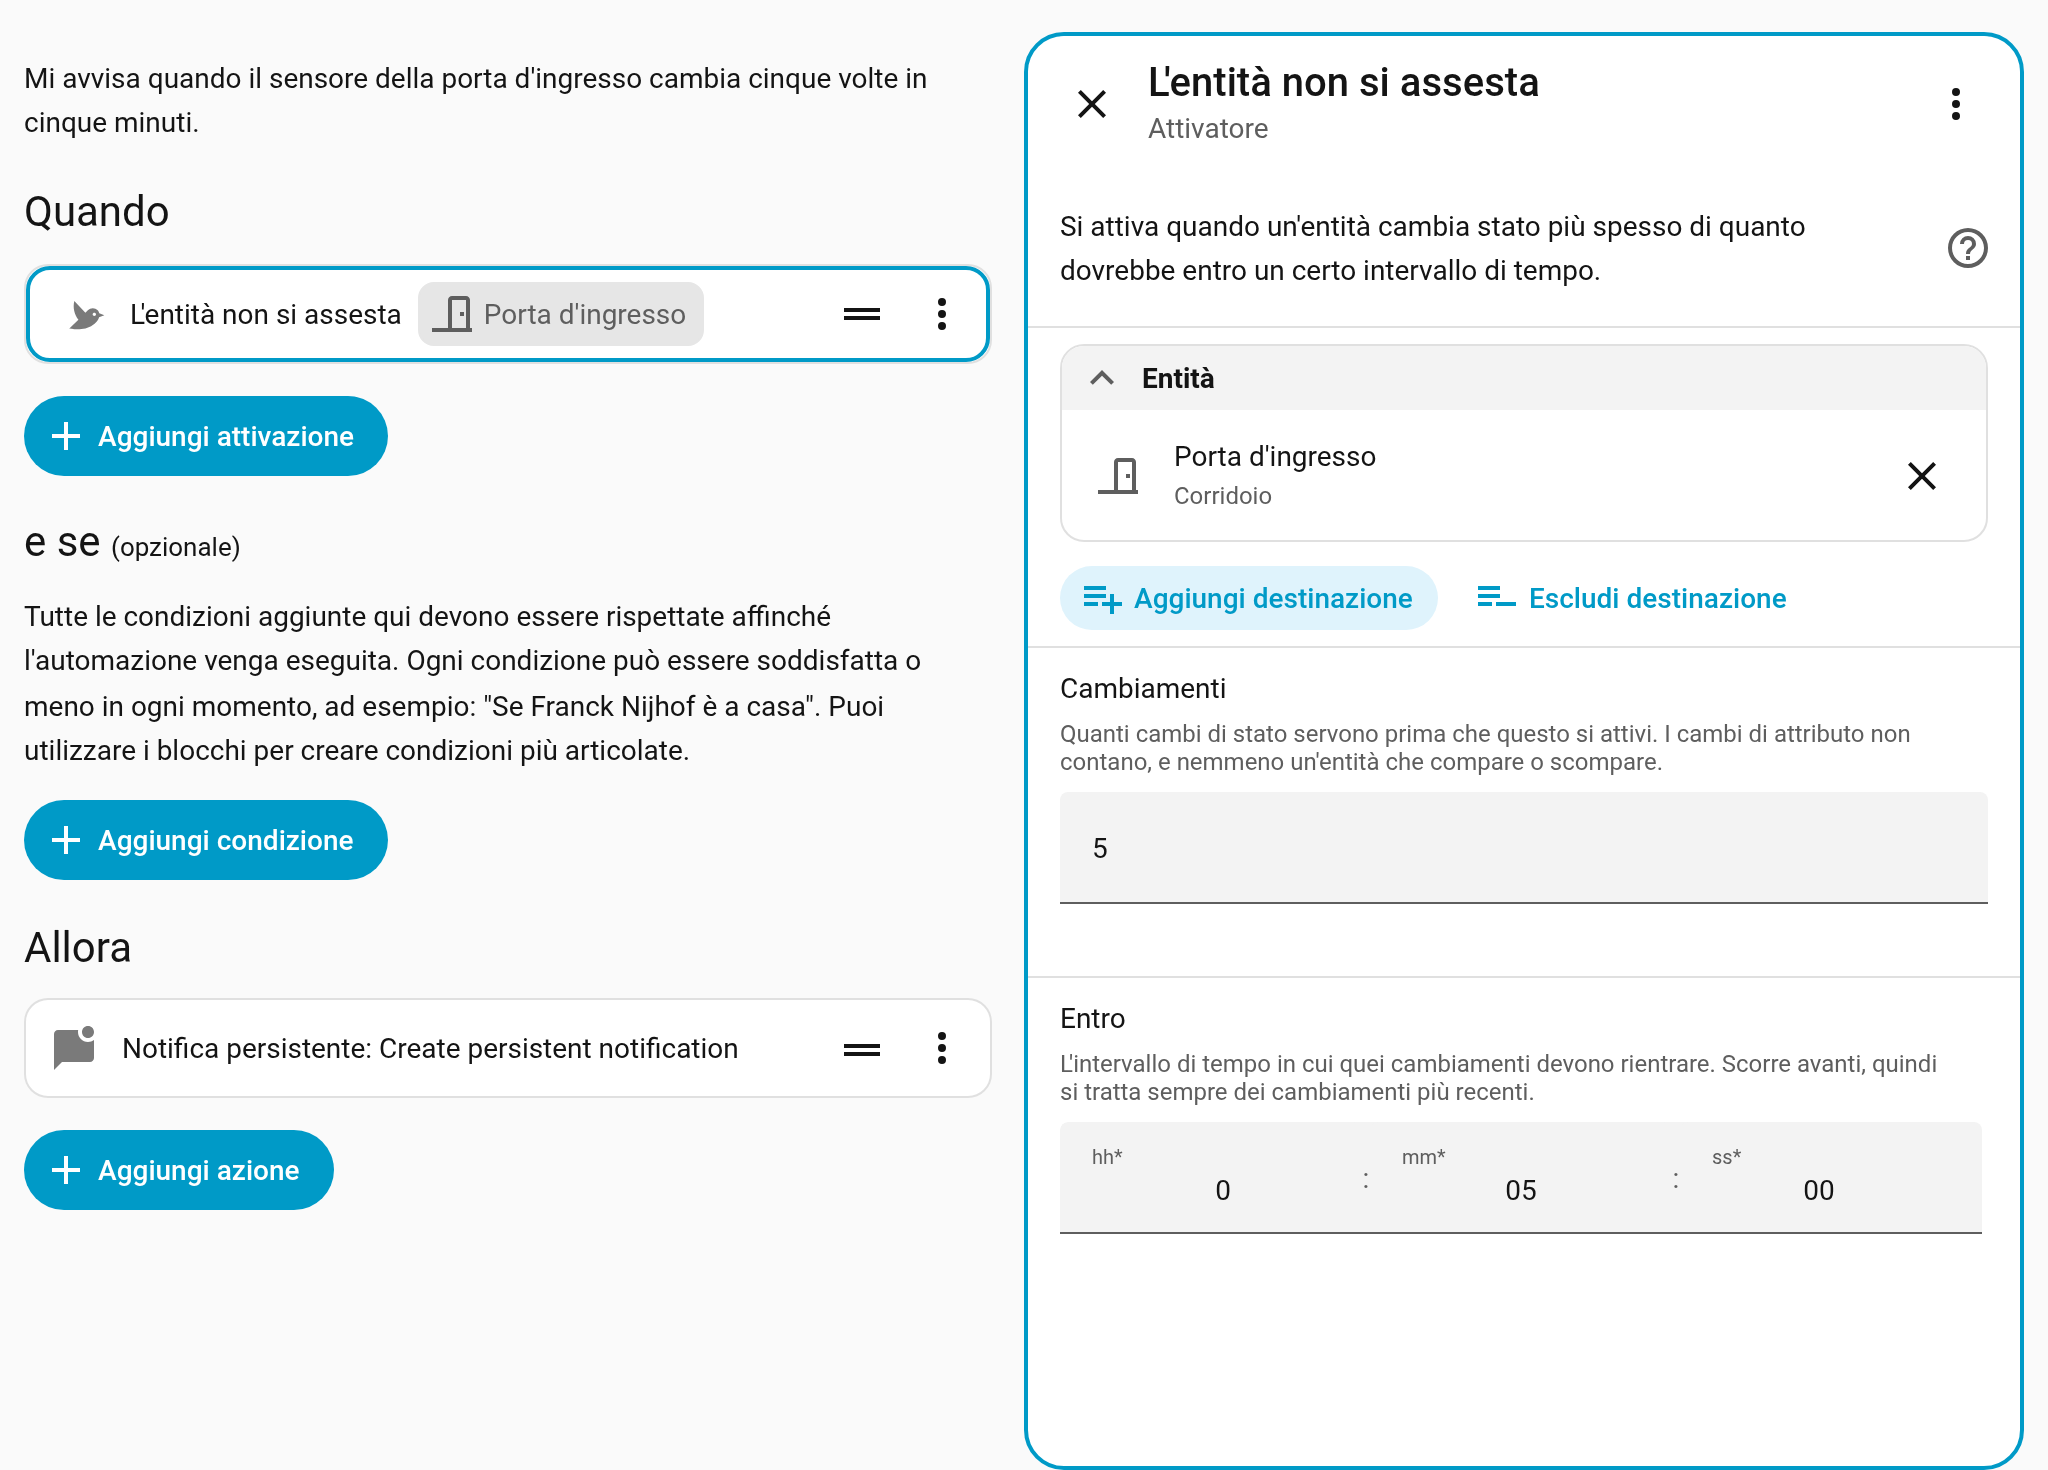 Mi avvisa quando il sensore della porta d'ingresso cambia cinque volte in
cinque minuti.
Quando
L'entità non si assesta Porta d'ingresso
Aggiungi attivazione
e se (opzionale)
Tutte le condizioni aggiunte qui devono essere rispettate affinché
l'automazione venga eseguita. Ogni condizione può essere soddisfatta o
meno in ogni momento, ad esempio: "Se Franck Nijhof è a casa". Puoi
utilizzare i blocchi per creare condizioni più articolate.
Aggiungi condizione
Allora
Notifica persistente: Create persistent notification
Aggiungi azione
L'entità non si assesta
Attivatore
Si attiva quando un'entità cambia stato più spesso di quanto
dovrebbe entro un certo intervallo di tempo.
Entità
Porta d'ingresso
Corridoio
Aggiungi destinazione Escludi destinazione
Cambiamenti
Quanti cambi di stato servono prima che questo si attivi. I cambi di attributo non
contano, e nemmeno un'entità che compare o scompare.
5
Entro
L'intervallo di tempo in cui quei cambiamenti devono rientrare. Scorre avanti, quindi
si tratta sempre dei cambiamenti più recenti.
hh* mm* ss*
0 : 05 : 00